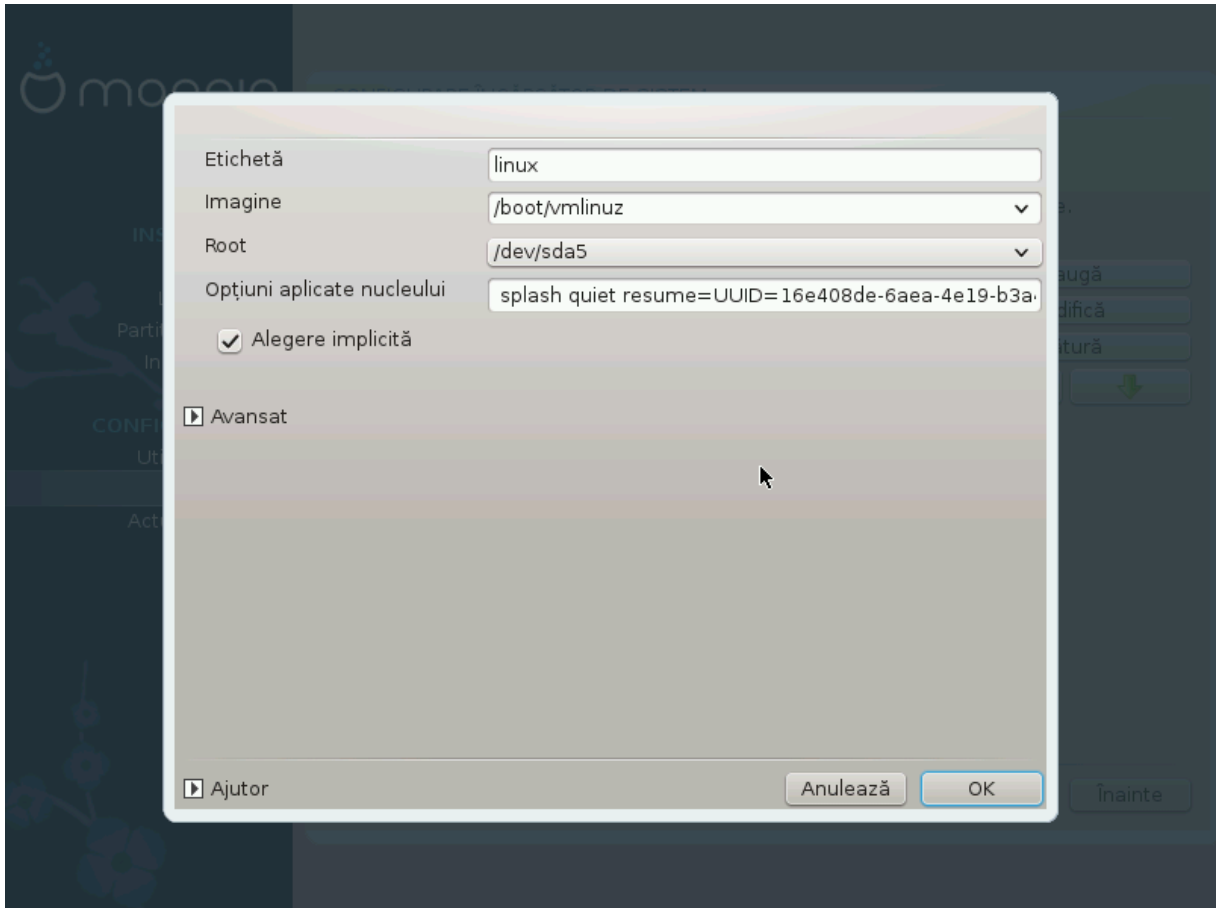 Etichetă
linux
Imagine
/boot/vmlinuz
Root
/dev/sda5
Opțiuni aplicate nucleului
splash quiet resume=UUID=16e408de-6aea-4e19-b3a
Alegere implicită
Avansat
Ajutor
Anulează
OK
Înainte